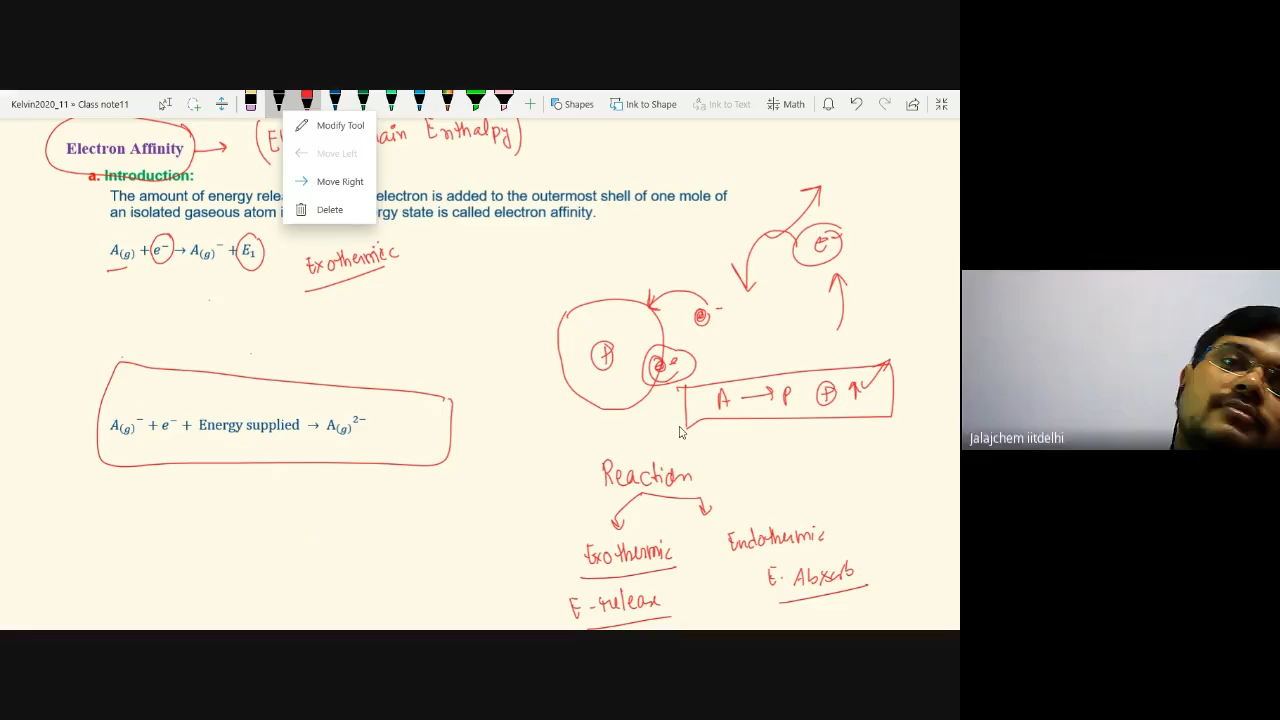 Kelvin2020_11 » Class note11
Shapes
Ink to Shape
Ink to Text
Math
Modify Tool
Move Left
Move Right
Delete
Electron Affinity → ( ain Enthalpy)
a. Introduction:
The amount of energy electron is added to the outermost shell of one mole of
an isolated gaseous atom state is called electron affinity.
A(g) + e⁻ → A(g)⁻ + E₁
Exothermic
e⁻
e⁻
+
e
A → P + ↑
A(g)⁻ + e⁻ + Energy supplied → A(g)²⁻
Reaction
Exothermic
Endothermic
E-release
E. Absorb
Jalajchem iitdelhi